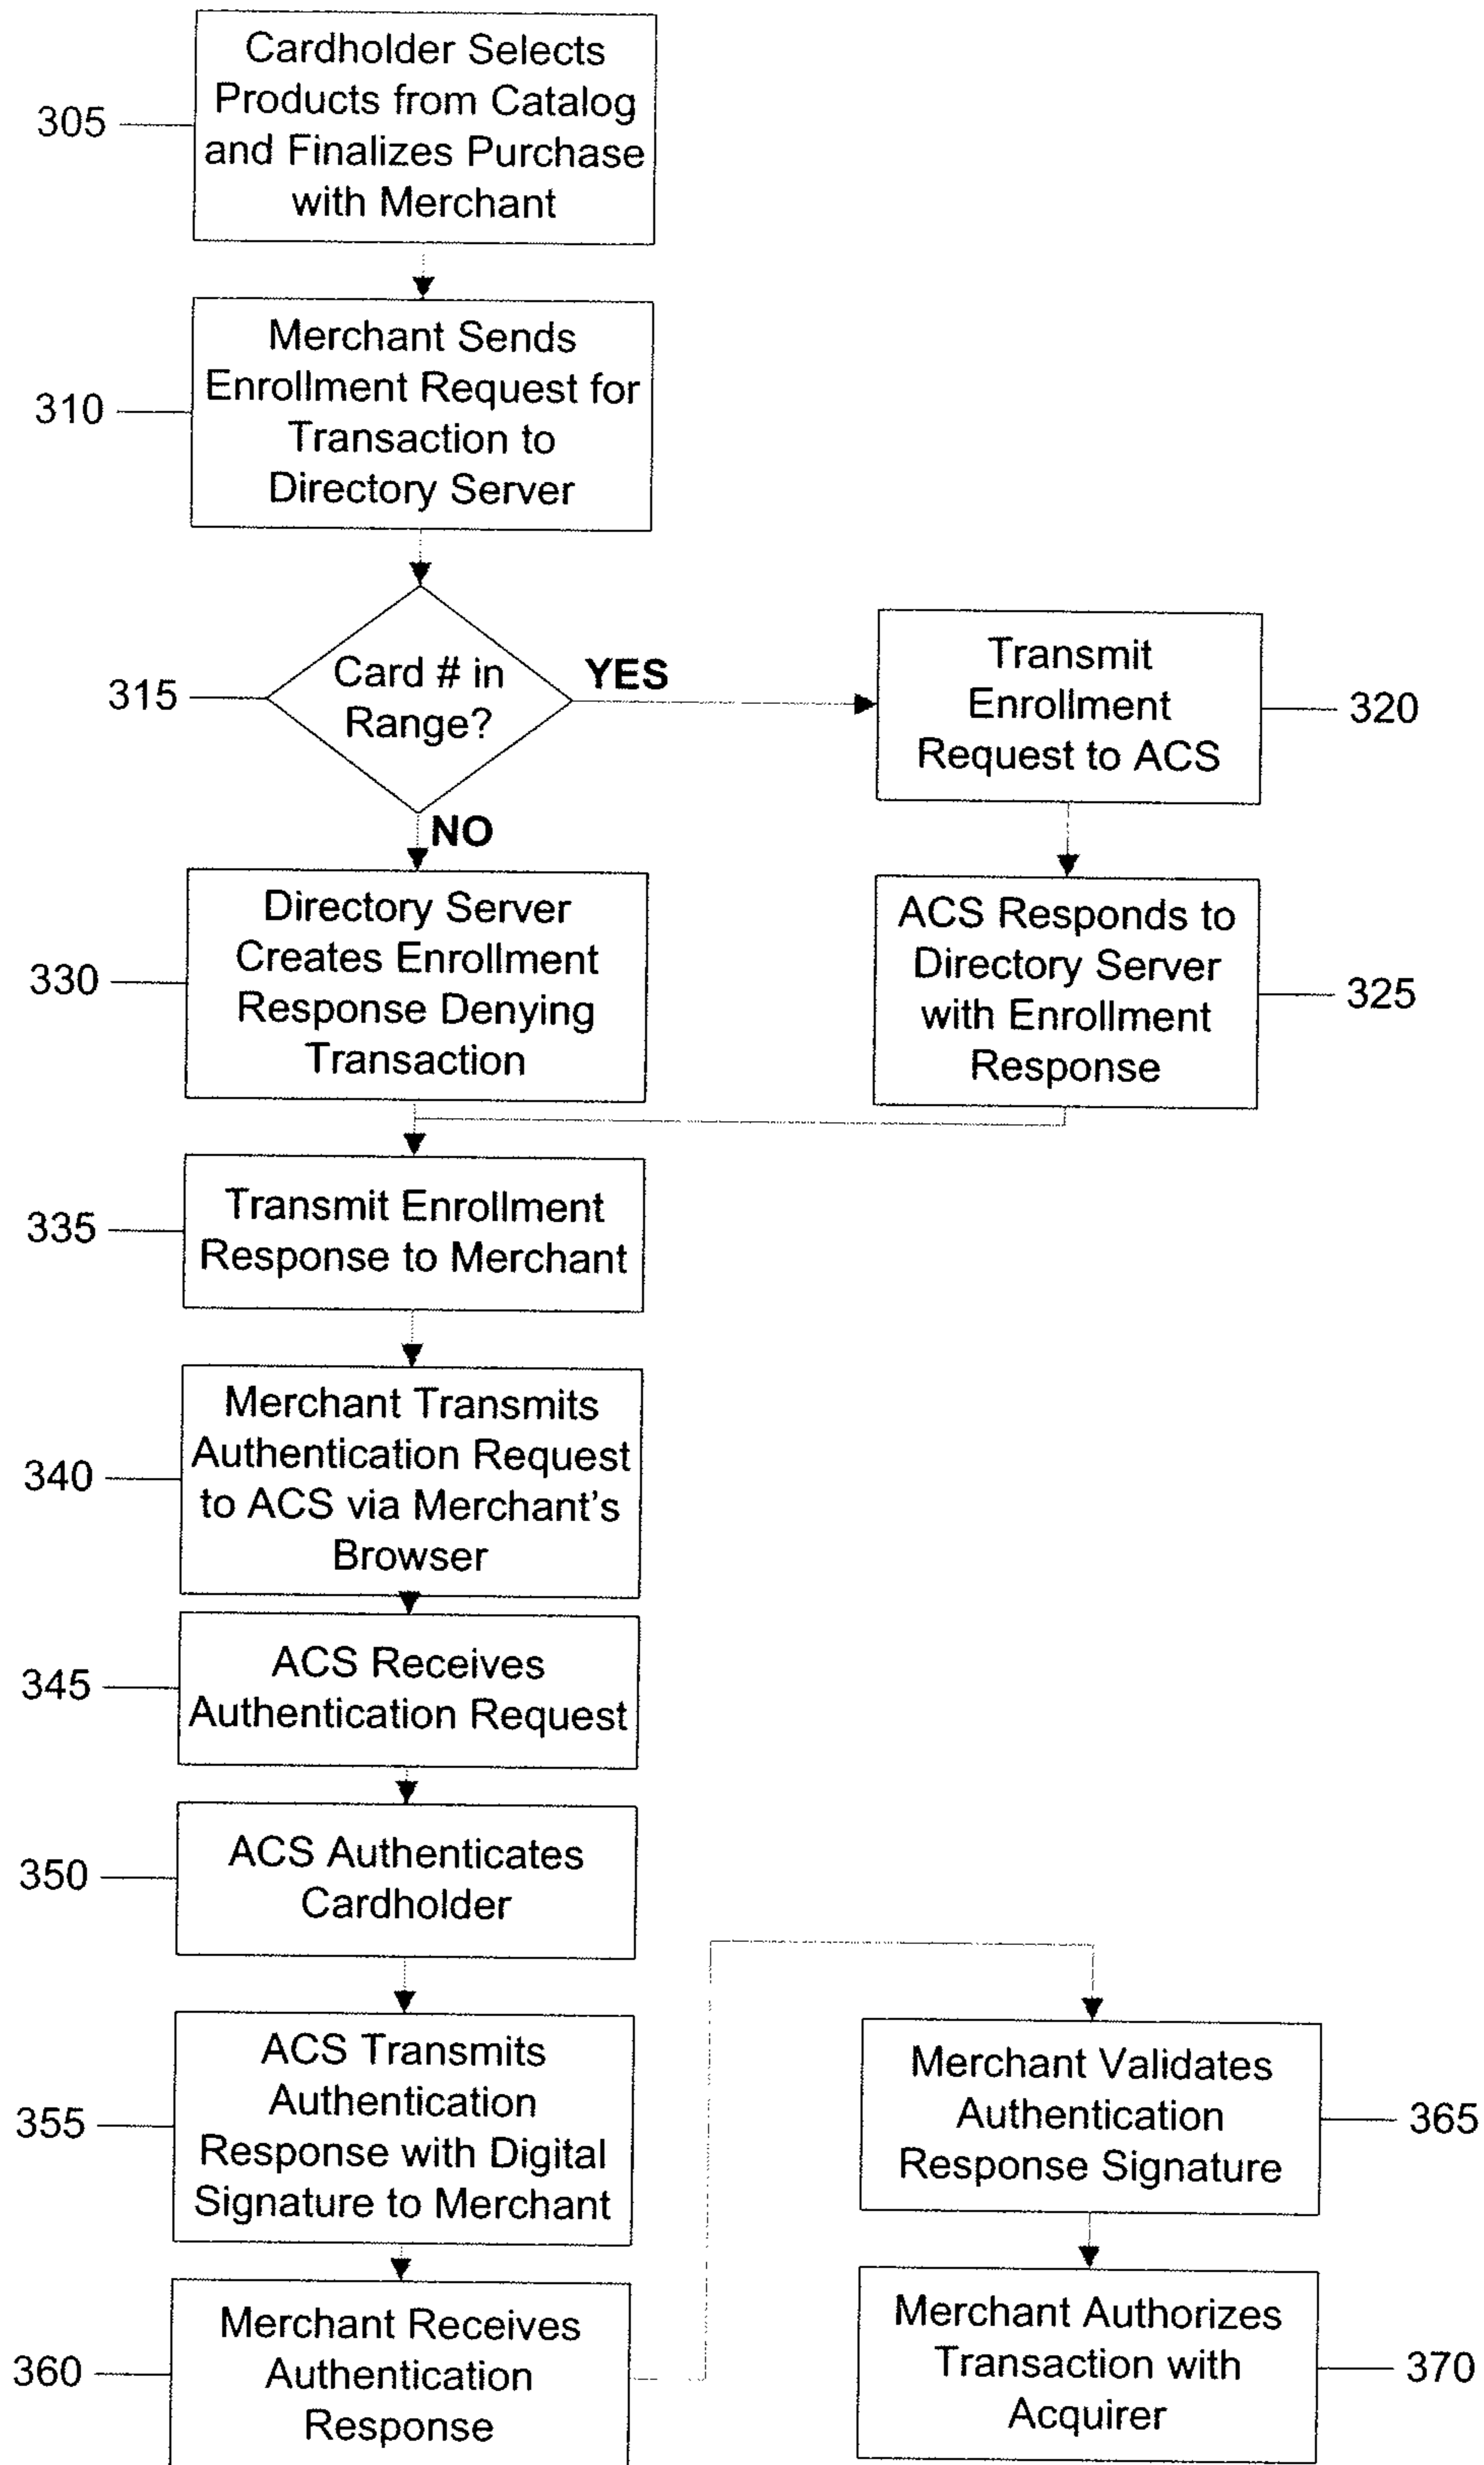 Cardholder Selects
Products from Catalog
and Finalizes Purchase
with Merchant
305
Merchant Sends
Enrollment Request for
Transaction to
Directory Server
310
Card # in
Range?
315
YES
NO
Transmit
Enrollment
Request to ACS
320
ACS Responds to
Directory Server
with Enrollment
Response
325
Directory Server
Creates Enrollment
Response Denying
Transaction
330
Transmit Enrollment
Response to Merchant
335
Merchant Transmits
Authentication Request
to ACS via Merchant's
Browser
340
ACS Receives
Authentication Request
345
ACS Authenticates
Cardholder
350
ACS Transmits
Authentication
Response with Digital
Signature to Merchant
355
Merchant Receives
Authentication
Response
360
Merchant Validates
Authentication
Response Signature
365
Merchant Authorizes
Transaction with
Acquirer
370